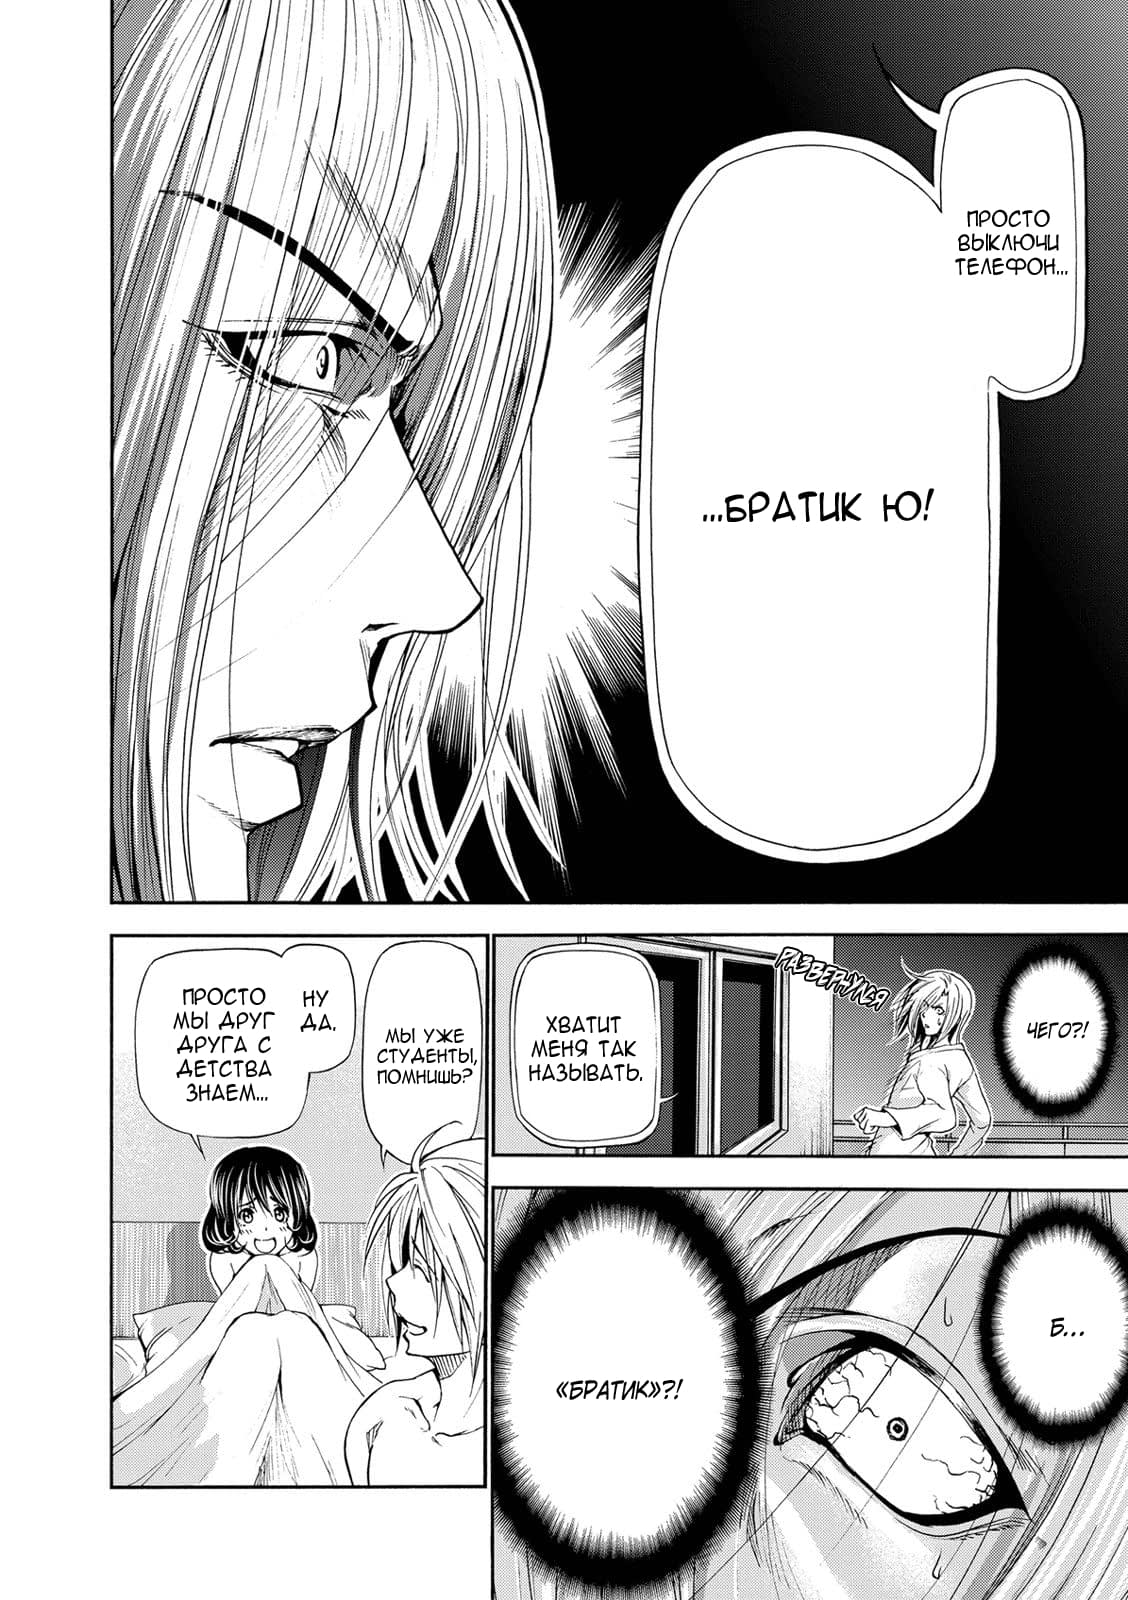 ПРОСТО
ВЫКЛЮЧИ
ТЕЛЕФОН...
...БРАТИК Ю!
ЧЕГО?!
РАЗВЕРНУЛСЯ
ХВАТИТ
МЕНЯ ТАК
НАЗЫВАТЬ.
Б...
«БРАТИК»?!
МЫ УЖЕ
СТУДЕНТЫ,
ПОМНИШЬ?
НУ
ДА.
ПРОСТО
МЫ ДРУГ
ДРУГА С
ДЕТСТВА
ЗНАЕМ...